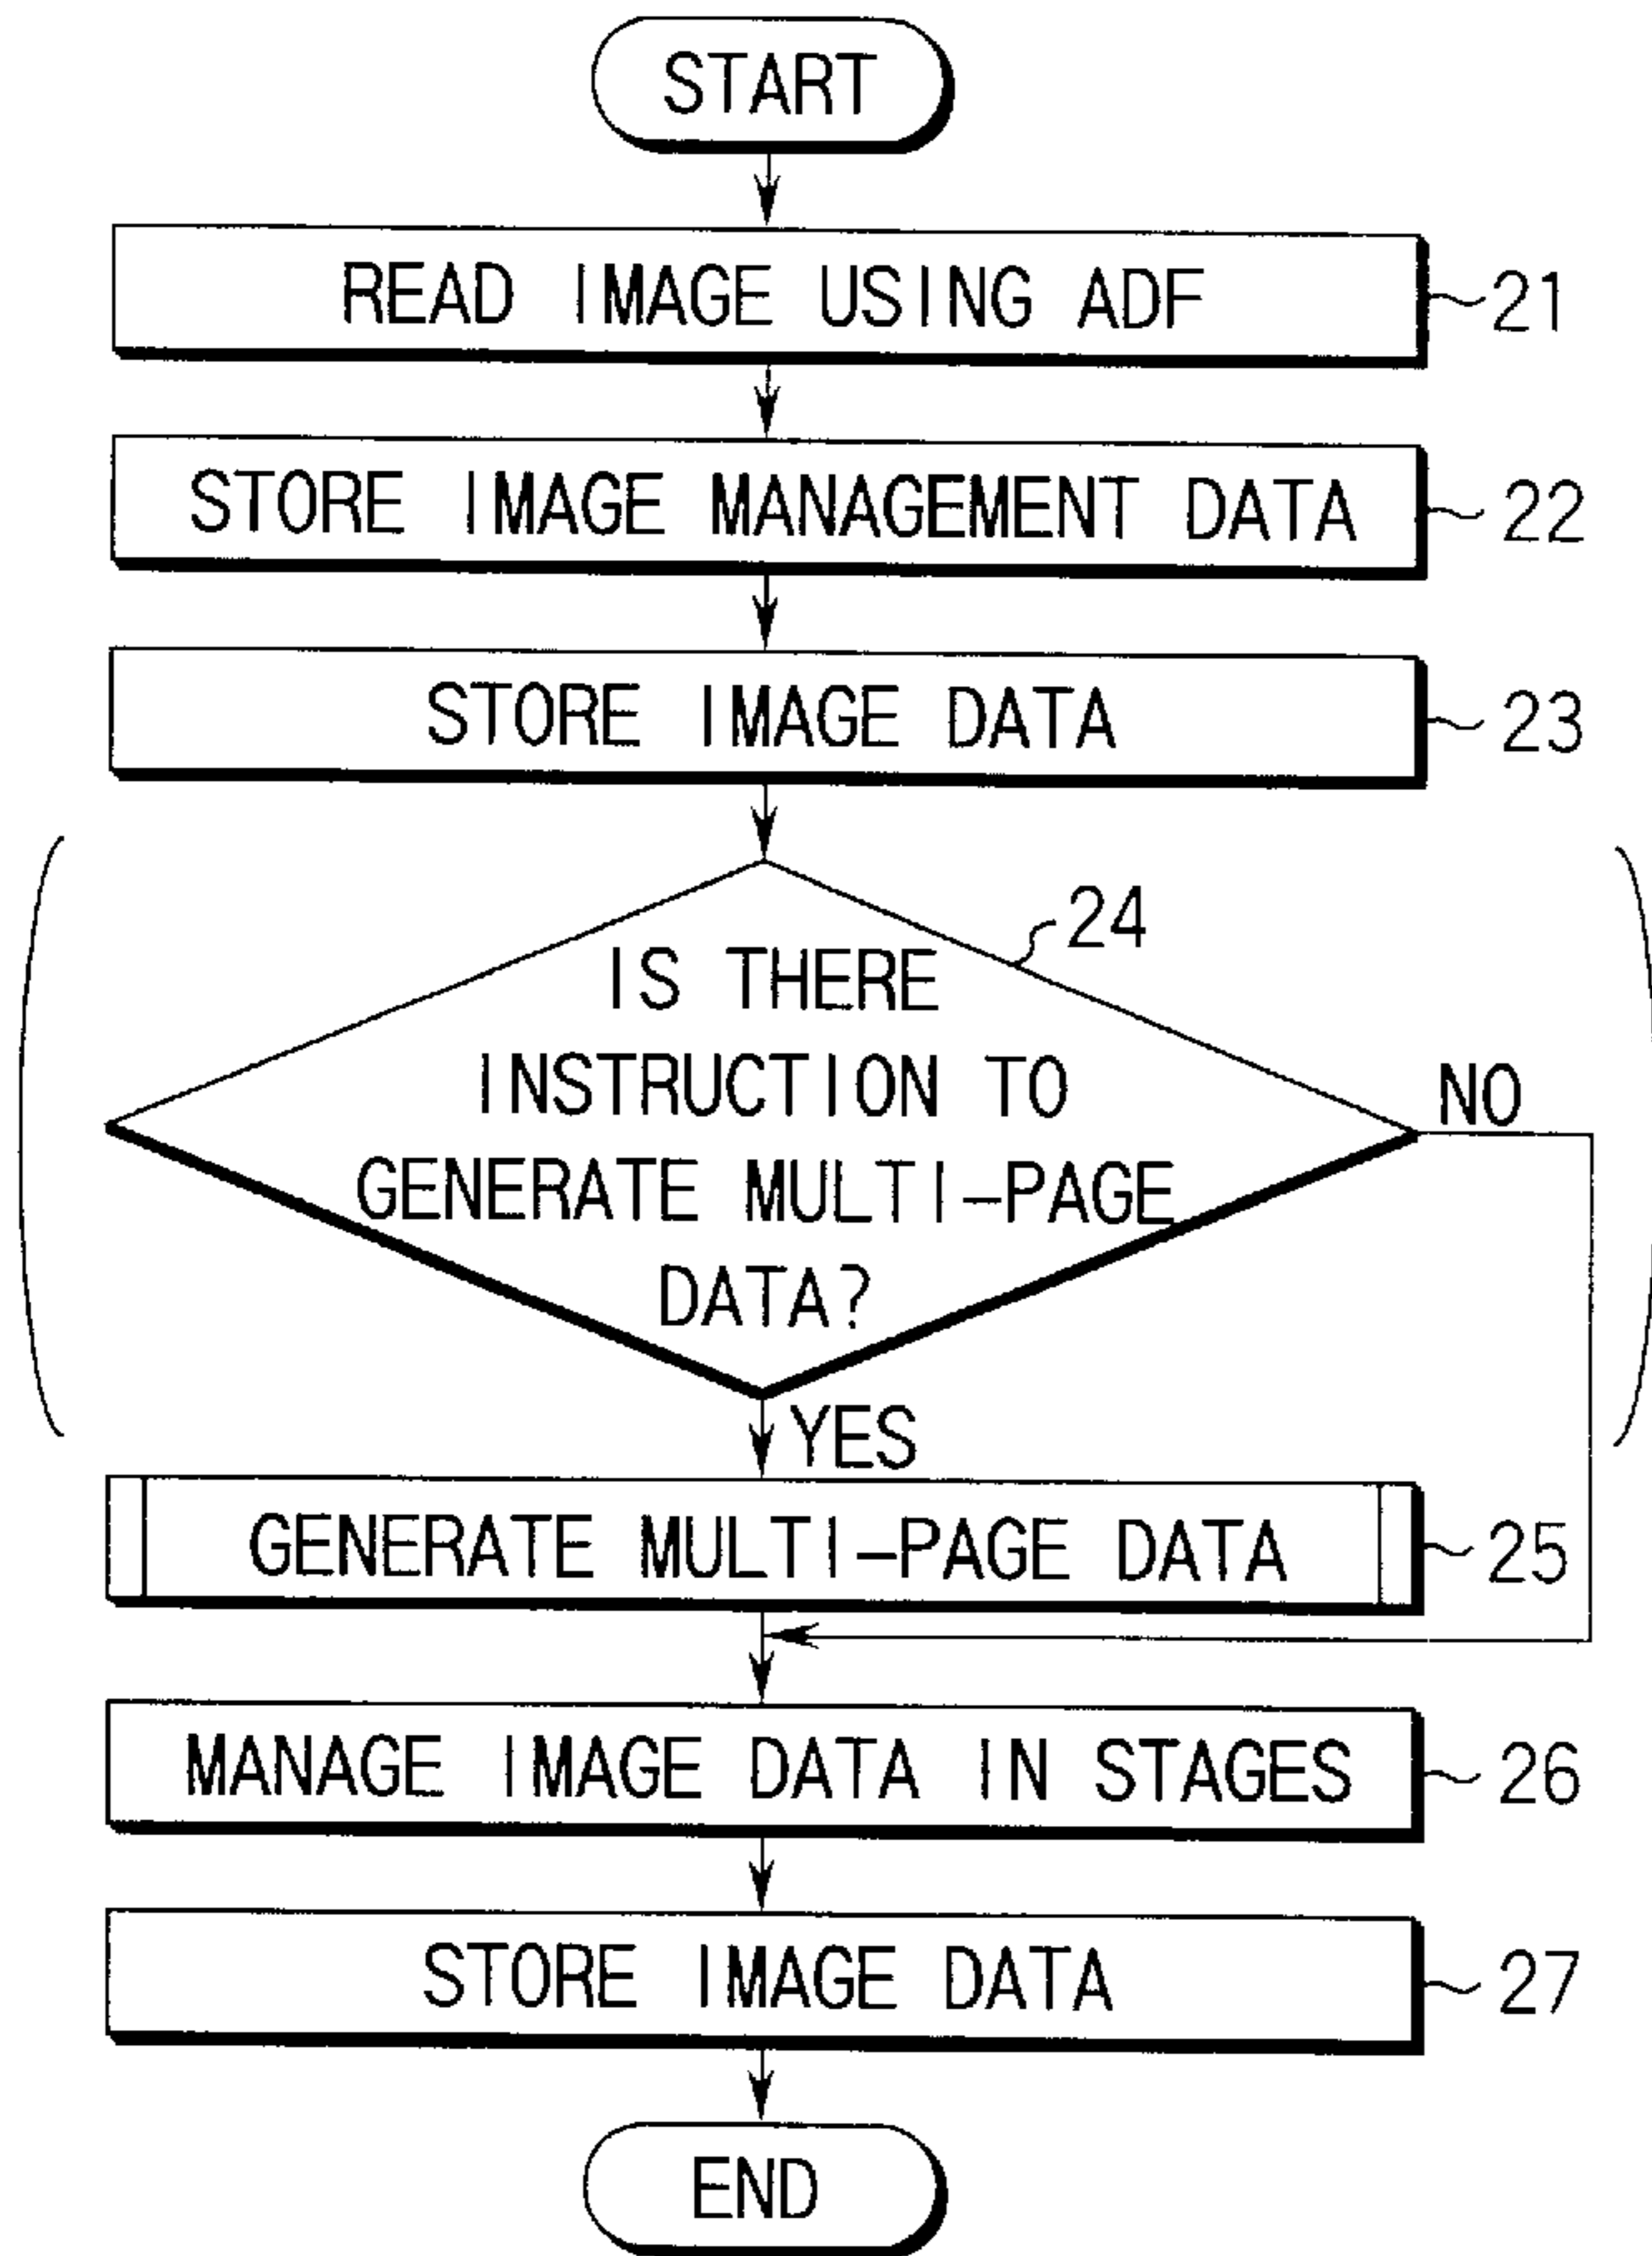 START
READ IMAGE USING ADF
21
STORE IMAGE MANAGEMENT DATA
22
STORE IMAGE DATA
23
24
IS THERE
INSTRUCTION TO
GENERATE MULTI-PAGE
DATA?
NO
YES
GENERATE MULTI-PAGE DATA
25
MANAGE IMAGE DATA IN STAGES
26
STORE IMAGE DATA
27
END